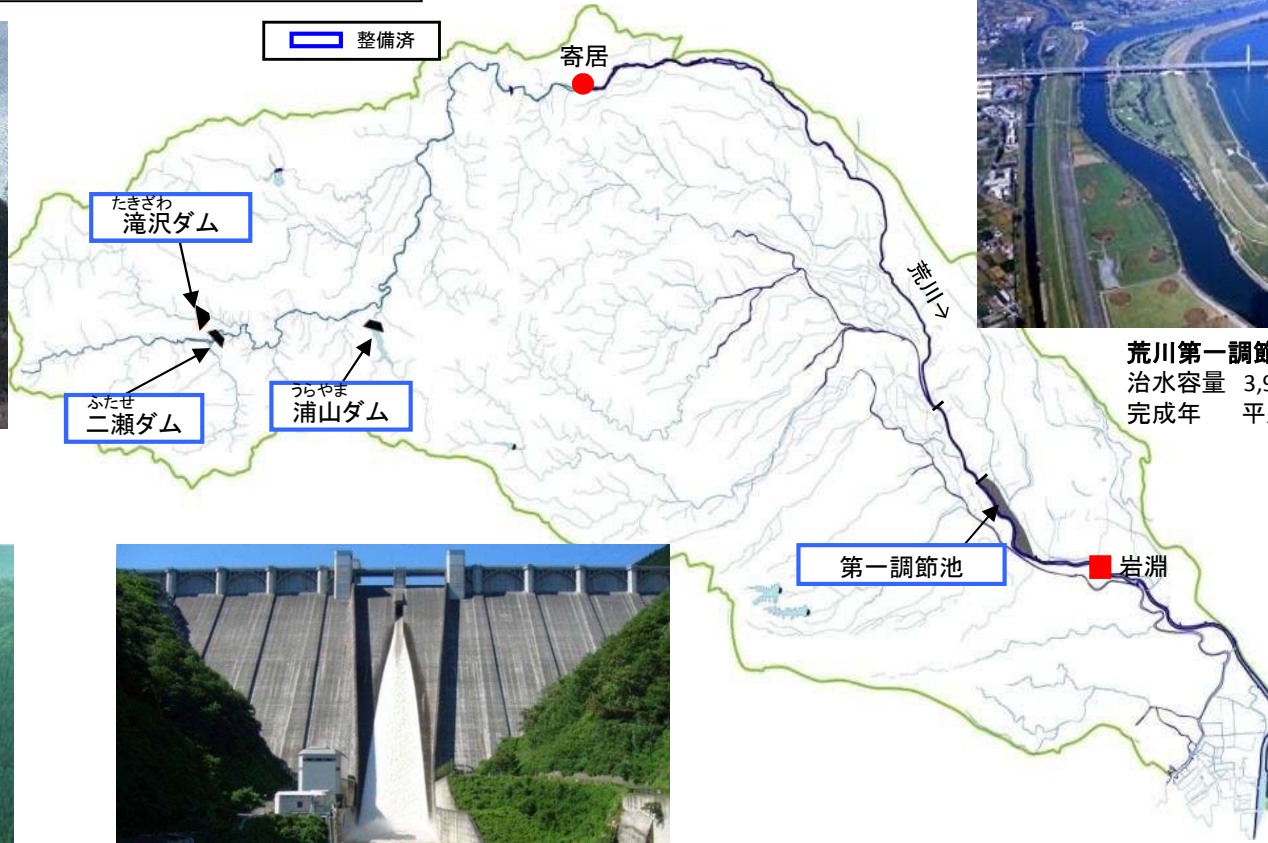 整備済
寄居
たきざわ
滝沢ダム
荒川→
ふたせ
二瀬ダム
うらやま
浦山ダム
荒川第一調節
治水容量 3,9
完成年 平
第一調節池
岩淵